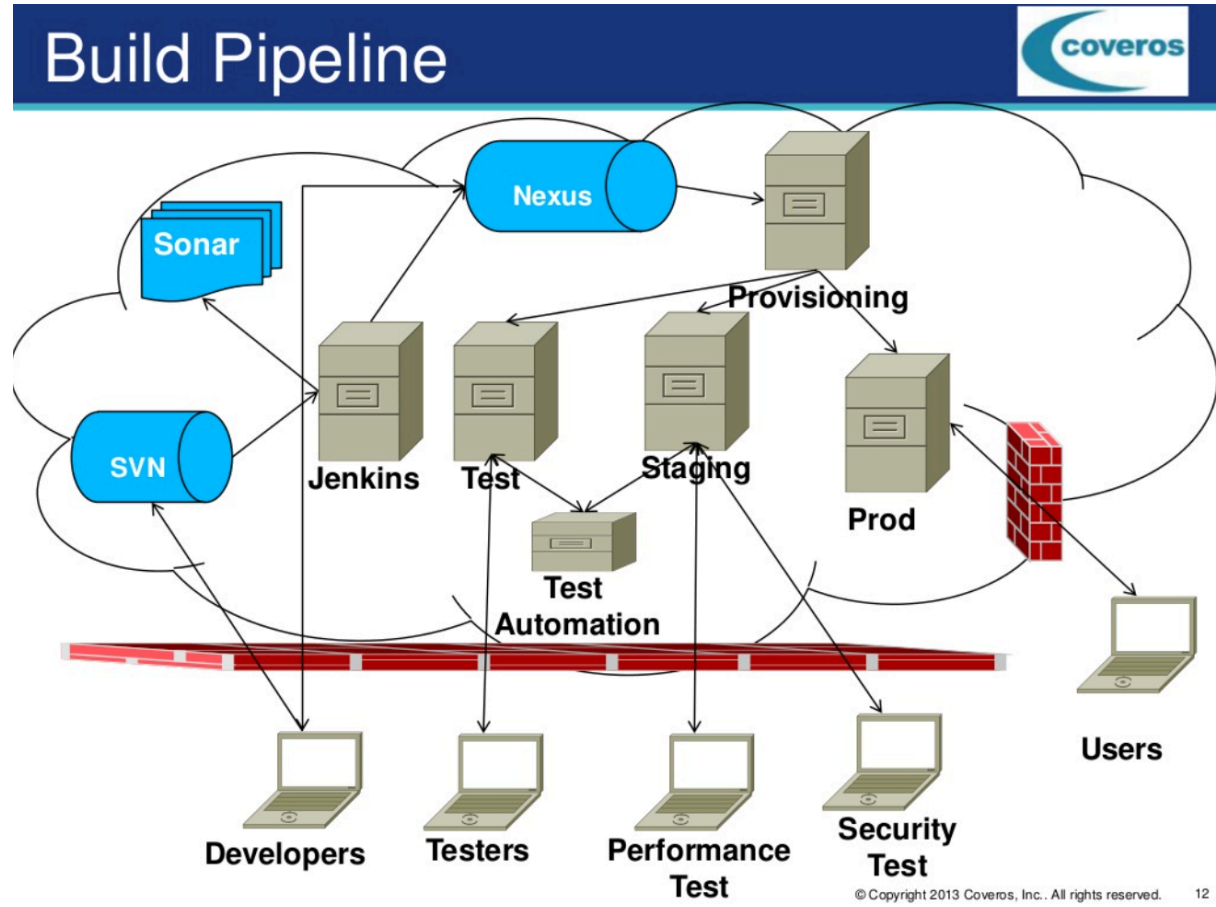 Build Pipeline
coveros
Nexus
Sonar
Provisioning
SVN
Jenkins
Test
Staging
Prod
Test
Automation
Users
Developers
Testers
Performance
Test
Security
Test
© Copyright 2013 Coveros, Inc.. All rights reserved.
12